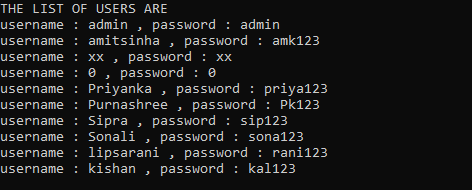 THE LIST OF USERS ARE
username : admin , password : admin
username : amitsinha , password : amk123
username : xx , password : xx
username : 0 , password : 0
username : Priyanka , password : priya123
username : Purnashree , password : Pk123
username : Sipra , password : sip123
username : Sonali , password : sona123
username : lipsarani , password : rani123
username : kishan , password : kal123